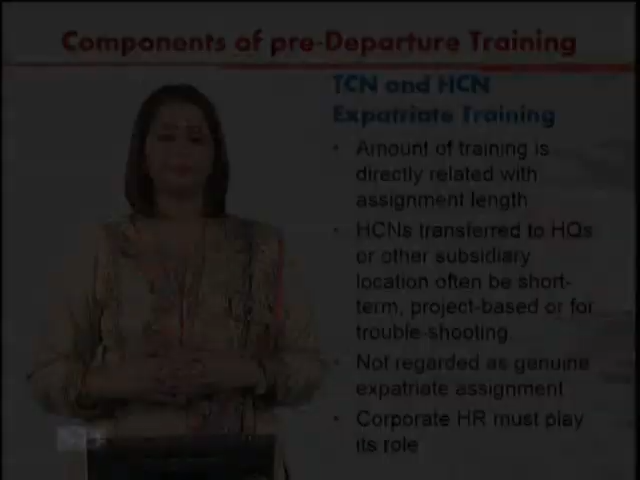 Components of pre-Departure Training
TCN and HCN
Expatriate Training
• Amount of training is
directly related with
assignment length
• HCNs transferred to HQs
or other subsidiary
location often be short-
term, project-based or for
trouble-shooting
• Not regarded as genuine
expatriate assignment
• Corporate HR must play
its role